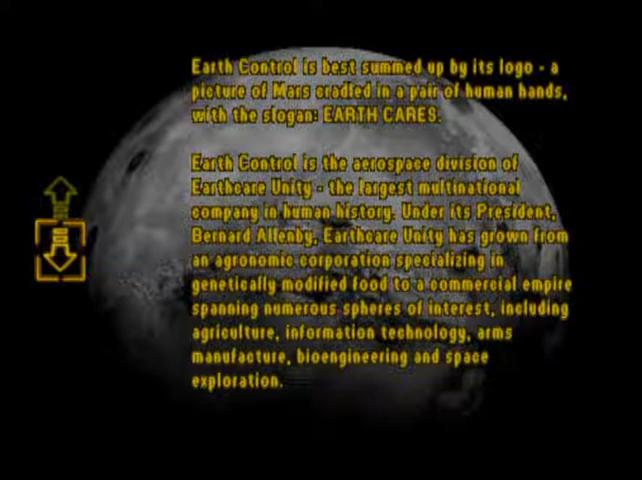 Earth Control is best summed up by its logo - a
picture of Mars cradled in a pair of human hands,
with the slogan: EARTH CARES.
Earth Control is the aerospace division of
Earthcare Unity - the largest multinational
company in human history. Under its President,
Bernard Allenby, Earthcare Unity has grown from
an agronomic corporation specializing in
genetically modified food to a commercial empire
spanning numerous spheres of interest, including
agriculture, information technology, arms
manufacture, bioengineering and space
exploration.